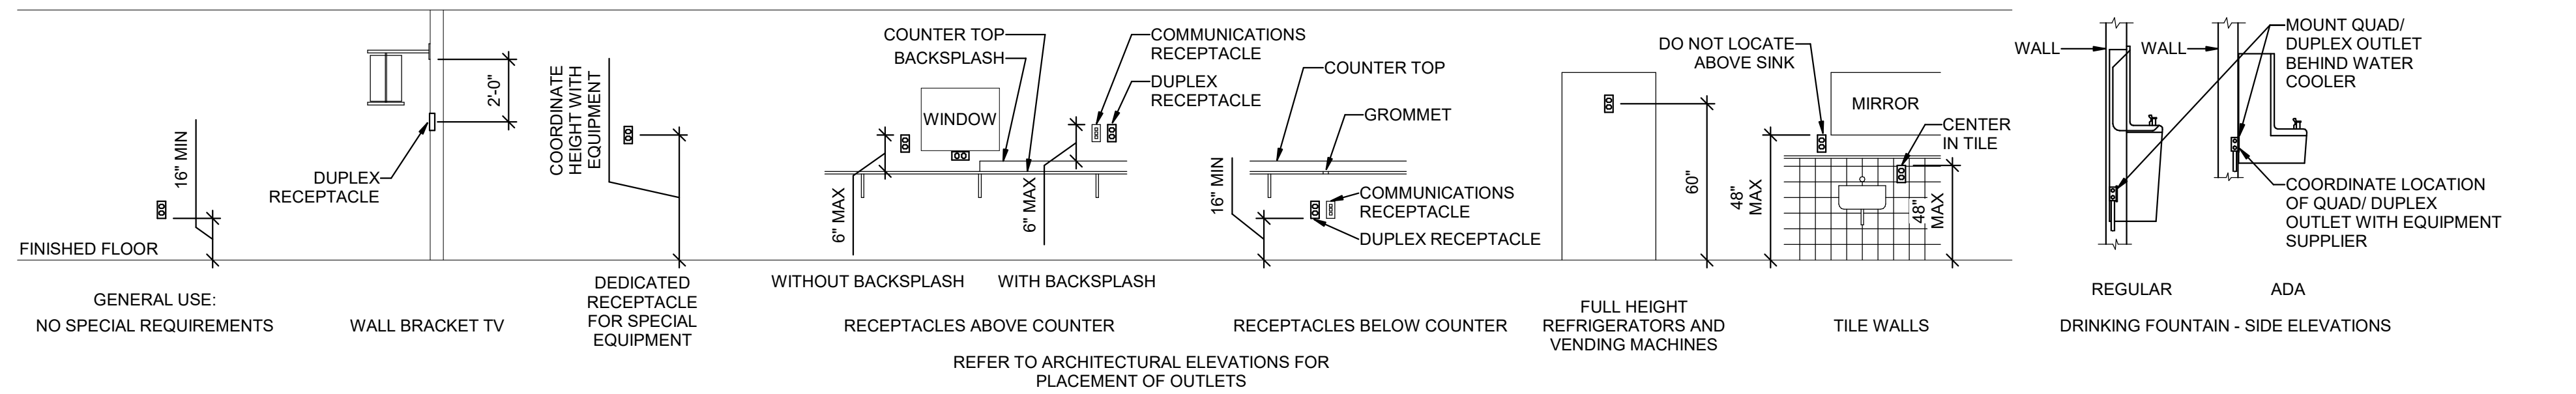 16" MIN
FINISHED FLOOR
GENERAL USE:
NO SPECIAL REQUIREMENTS
2'-0"
DUPLEX
RECEPTACLE
WALL BRACKET TV
COORDINATE
HEIGHT WITH
EQUIPMENT
DEDICATED
RECEPTACLE
FOR SPECIAL
EQUIPMENT
COUNTER TOP
BACKSPLASH
COMMUNICATIONS
RECEPTACLE
DUPLEX
RECEPTACLE
WINDOW
6" MAX
6" MAX
WITHOUT BACKSPLASH
WITH BACKSPLASH
RECEPTACLES ABOVE COUNTER
COUNTER TOP
GROMMET
16" MIN
COMMUNICATIONS
RECEPTACLE
DUPLEX RECEPTACLE
RECEPTACLES BELOW COUNTER
REFER TO ARCHITECTURAL ELEVATIONS FOR
PLACEMENT OF OUTLETS
60"
FULL HEIGHT
REFRIGERATORS AND
VENDING MACHINES
DO NOT LOCATE
ABOVE SINK
MIRROR
CENTER
IN TILE
48"
MAX
48"
MAX
TILE WALLS
WALL
WALL
MOUNT QUAD/
DUPLEX OUTLET
BEHIND WATER
COOLER
COORDINATE LOCATION
OF QUAD/ DUPLEX
OUTLET WITH EQUIPMENT
SUPPLIER
REGULAR
ADA
DRINKING FOUNTAIN - SIDE ELEVATIONS